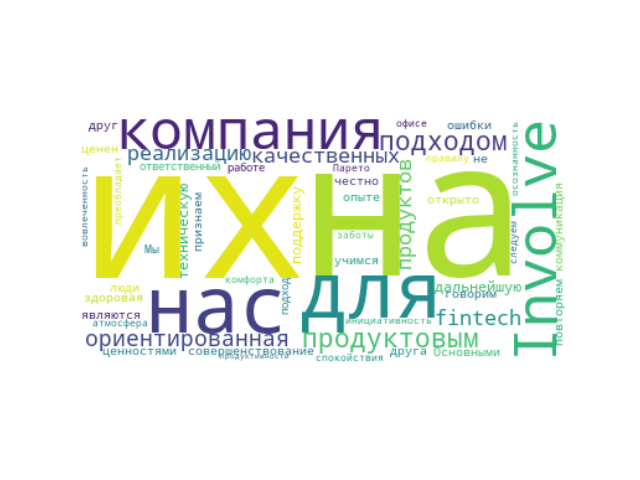 друг
компания
офисе
ошибки
ценен
реализацию
качественных
подходом
правилу
не
ответственный
работе
Парето
честно
опыте
открыто
их
на
вовлеченность
преобладает
техническую
признаем
поддержку
продуктов
осознанность
Involve
коммуникация
Мы
заботы
учимся
следуем
люди
здоровая
комфорта
подход
дальнейшую
говорим
повторяем
являются
атмосфера
нас
для
инициативность
fintech
ориентированная
продуктовым
ценностями
совершенствование
продуктивности
спокойствия
друга
Основными